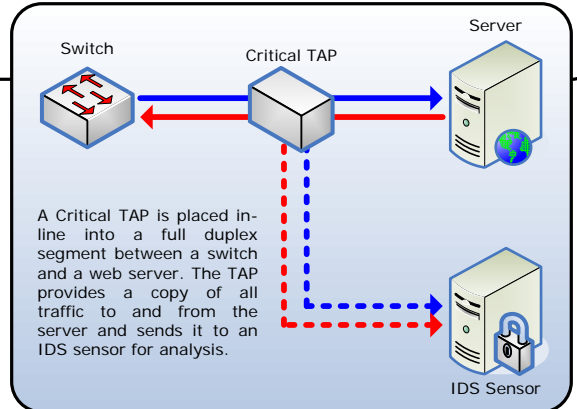 Server
Switch
Critical TAP
A Critical TAP is placed in-
line into a full duplex
segment between a switch
and a web server. The TAP
provides a copy of all
traffic to and from the
server and sends it to an
IDS sensor for analysis.
IDS Sensor